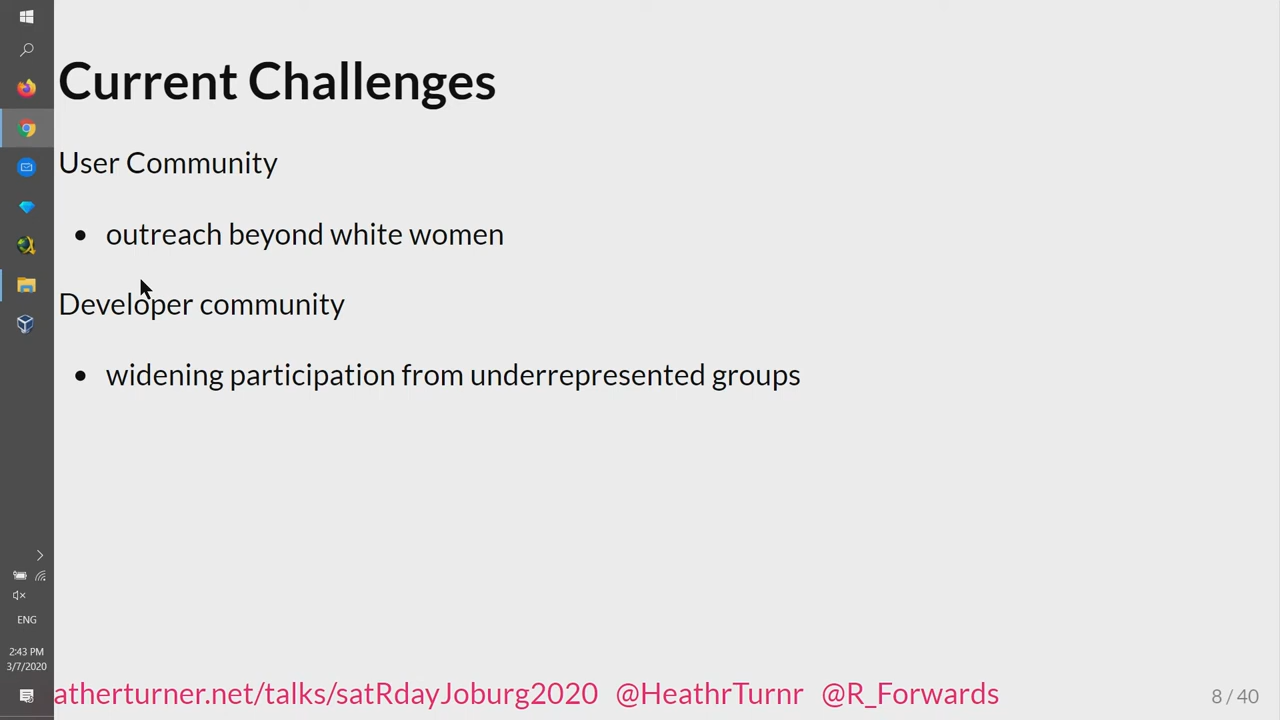 Current Challenges
User Community
• outreach beyond white women
Developer community
• widening participation from underrepresented groups
ENG
2:43 PM
3/7/2020
atherturner.net/talks/satRdayJoburg2020 @HeathrTurnr @R_Forwards
8 / 40